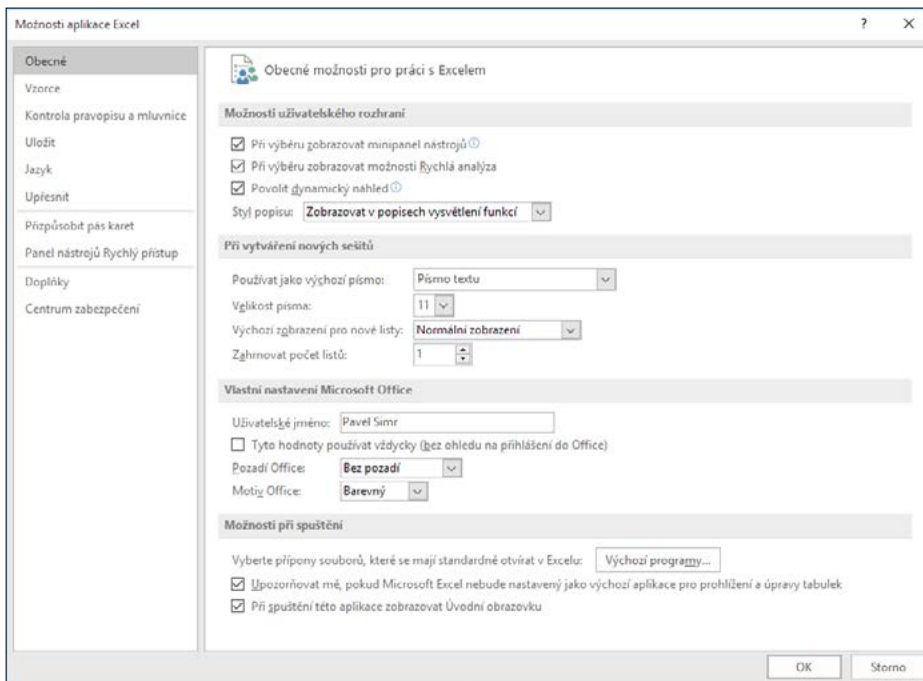 Možnosti aplikace Excel ? ×
Obecné
Vzorce
Kontrola pravopisu a mluvnice
Uložit
Jazyk
Upřesnit
Přizpůsobit pás karet
Panel nástrojů Rychlý přístup
Doplňky
Centrum zabezpečení
Obecné možnosti pro práci s Excelem
Možnosti uživatelského rozhraní
Při výběru zobrazovat minipanel nástrojů
Při výběru zobrazovat možnosti Rychlá analýza
Povolit dynamický náhled
Styl popisu: Zobrazovat v popisech vysvětlení funkcí
Při vytváření nových sešitů
Používat jako výchozí písmo: Písmo textu
Velikost písma: 11
Výchozí zobrazení pro nové listy: Normální zobrazení
Zahrnovat počet listů: 1
Vlastní nastavení Microsoft Office
Uživatelské jméno: Pavel Simr
Tyto hodnoty používat vždycky (bez ohledu na přihlášení do Office)
Pozadí Office: Bez pozadí
Motiv Office: Barevný
Možnosti při spuštění
Vyberte přípony souborů, které se mají standardně otvírat v Excelu: Výchozí programy...
Upozorňovat mě, pokud Microsoft Excel nebude nastavený jako výchozí aplikace pro prohlížení a úpravy tabulek
Při spuštění této aplikace zobrazovat Úvodní obrazovku
OK Storno